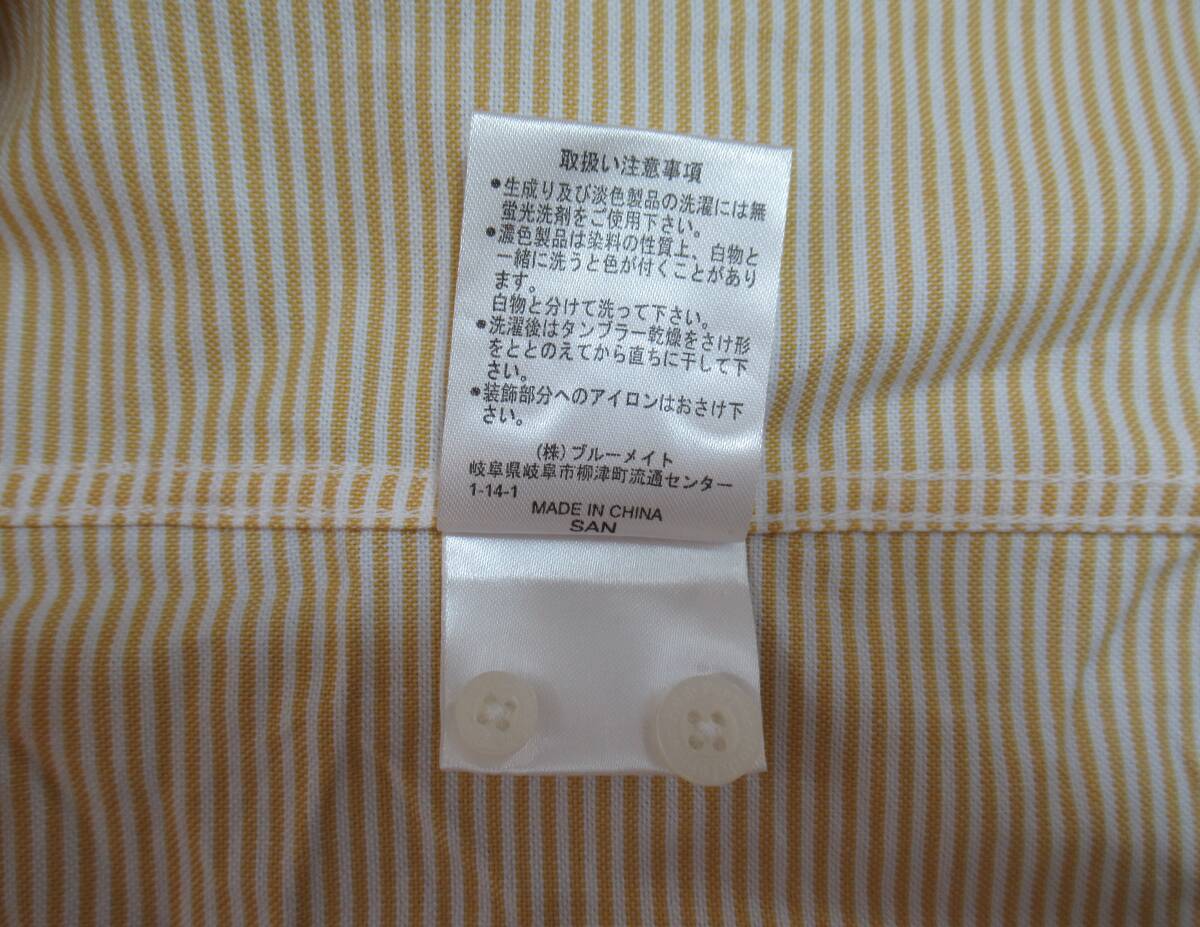 取扱い注意事項
●生成り及び淡色製品の洗濯には無
蛍光洗剤をご使用下さい。
●濃色製品は染料の性質上、白物と
一緒に洗うと色が付くことがあり
ます。
白物と分けて洗って下さい。
●洗濯後はタンブラー乾燥をさけ形
をととのえてから直ちに干して下
さい。
●装飾部分へのアイロンはおさけ下
さい。
(株)ブルーメイト
岐阜県岐阜市柳津町流通センター
1-14-1
MADE IN CHINA
SAN